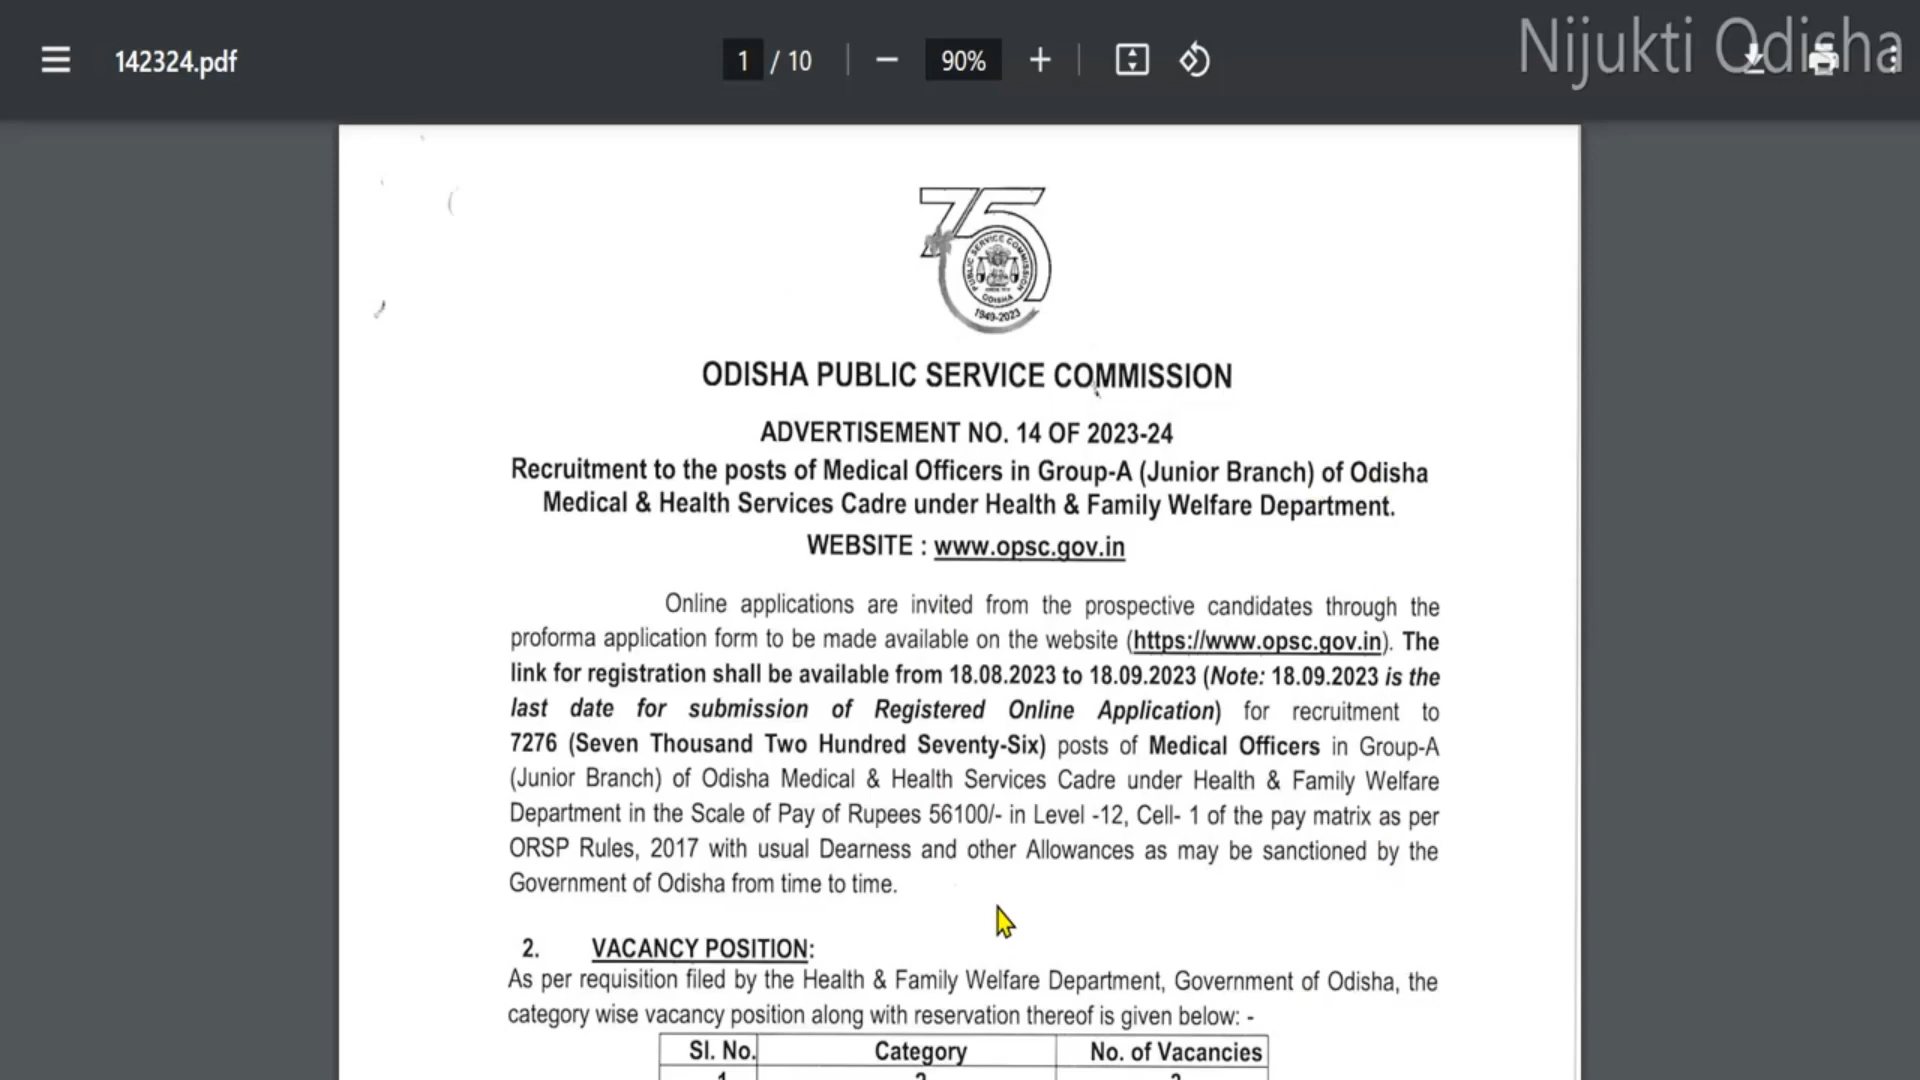 142324.pdf
1 / 10
90%
Nijukti Odisha
75
PUBLIC SERVICE COMMISSION
ODISHA
1949-2023
ODISHA PUBLIC SERVICE COMMISSION
ADVERTISEMENT NO. 14 OF 2023-24
Recruitment to the posts of Medical Officers in Group-A (Junior Branch) of Odisha
Medical & Health Services Cadre under Health & Family Welfare Department.
WEBSITE : www.opsc.gov.in
Online applications are invited from the prospective candidates through the
proforma application form to be made available on the website (https://www.opsc.gov.in). The
link for registration shall be available from 18.08.2023 to 18.09.2023 (Note: 18.09.2023 is the
last date for submission of Registered Online Application) for recruitment to
7276 (Seven Thousand Two Hundred Seventy-Six) posts of Medical Officers in Group-A
(Junior Branch) of Odisha Medical & Health Services Cadre under Health & Family Welfare
Department in the Scale of Pay of Rupees 56100/- in Level -12, Cell- 1 of the pay matrix as per
ORSP Rules, 2017 with usual Dearness and other Allowances as may be sanctioned by the
Government of Odisha from time to time.
2. VACANCY POSITION:
As per requisition filed by the Health & Family Welfare Department, Government of Odisha, the
category wise vacancy position along with reservation thereof is given below: -
Sl. No. Category No. of Vacancies